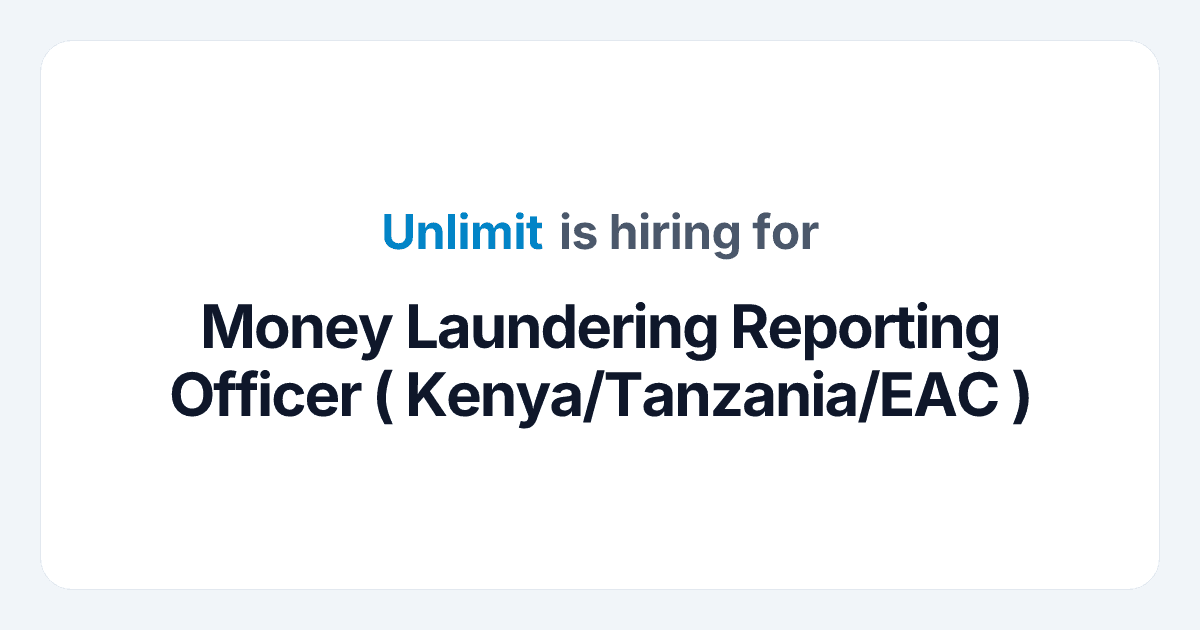 Unlimit is hiring for
Money Laundering Reporting
Officer ( Kenya/Tanzania/EAC )